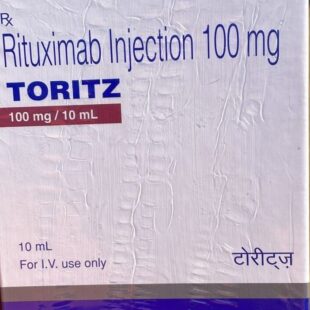 Rx
Rituximab Injection 100 mg
TORITZ
100 mg / 10 mL
10 mL
For I.V. use only
टोरीट्ज़